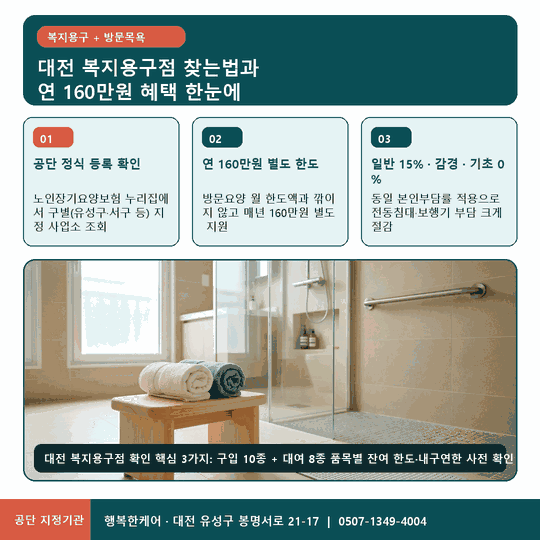 복지용구 + 방문목욕
대전 복지용구점 찾는법과
연 160만원 혜택 한눈에
01
공단 정식 등록 확인
노인장기요양보험 누리집에
서 구별(유성구·서구 등) 지
정 사업소 조회
02
연 160만원 별도 한도
방문요양 월 한도액과 깎이
지 않고 매년 160만원 별도
지원
03
일반 15% · 감경 · 기초 0
%
동일 본인부담률 적용으로
전동침대·보행기 부담 크게
절감
대전 복지용구점 확인 핵심 3가지: 구입 10종 + 대여 8종 품목별 잔여 한도·내구연한 사전 확인
공단 지정기관
행복한케어 · 대전 유성구 봉명서로 21-17 | 0507-1349-4004